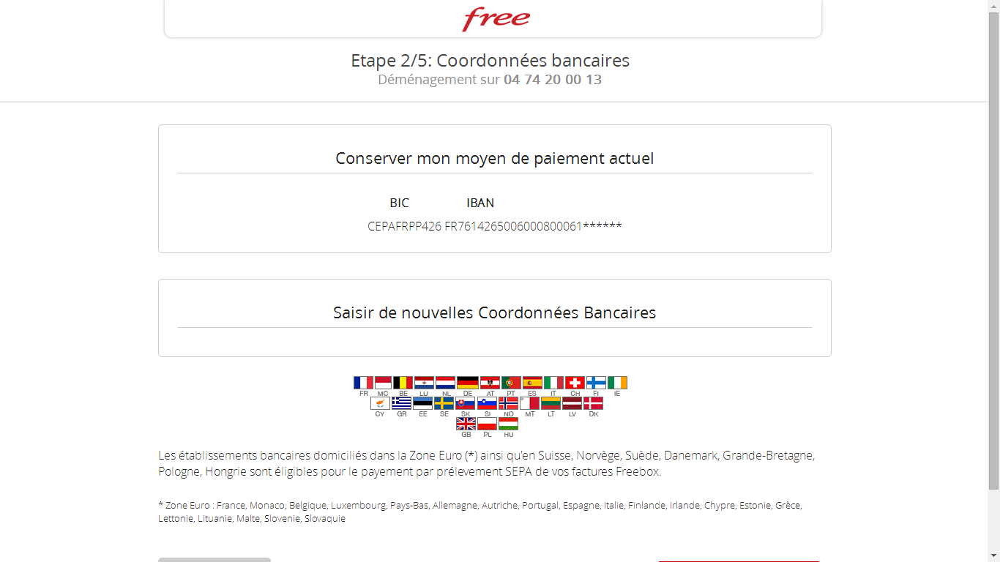 free
Etape 2/5: Coordonnées bancaires
Déménagement sur 04 74 20 00 13
Conserver mon moyen de paiement actuel
BIC IBAN
CEPAFRPP426 FR7614265006000800061******
Saisir de nouvelles Coordonnées Bancaires
FR MC BE LU NL DE AT PT ES IT CH FI IE
CY GR EE SE SK SI NO MT LT LV DK
GB PL HU
Les établissements bancaires domiciliés dans la Zone Euro (*) ainsi qu'en Suisse, Norvège, Suède, Danemark, Grande-Bretagne,
Pologne, Hongrie sont éligibles pour le payement par prélevement SEPA de vos factures Freebox.
* Zone Euro : France, Monaco, Belgique, Luxembourg, Pays-Bas, Allemagne, Autriche, Portugal, Espagne, Italie, Finlande, Irlande, Chypre, Estonie, Grèce,
Lettonie, Lituanie, Malte, Slovenie, Slovaquie